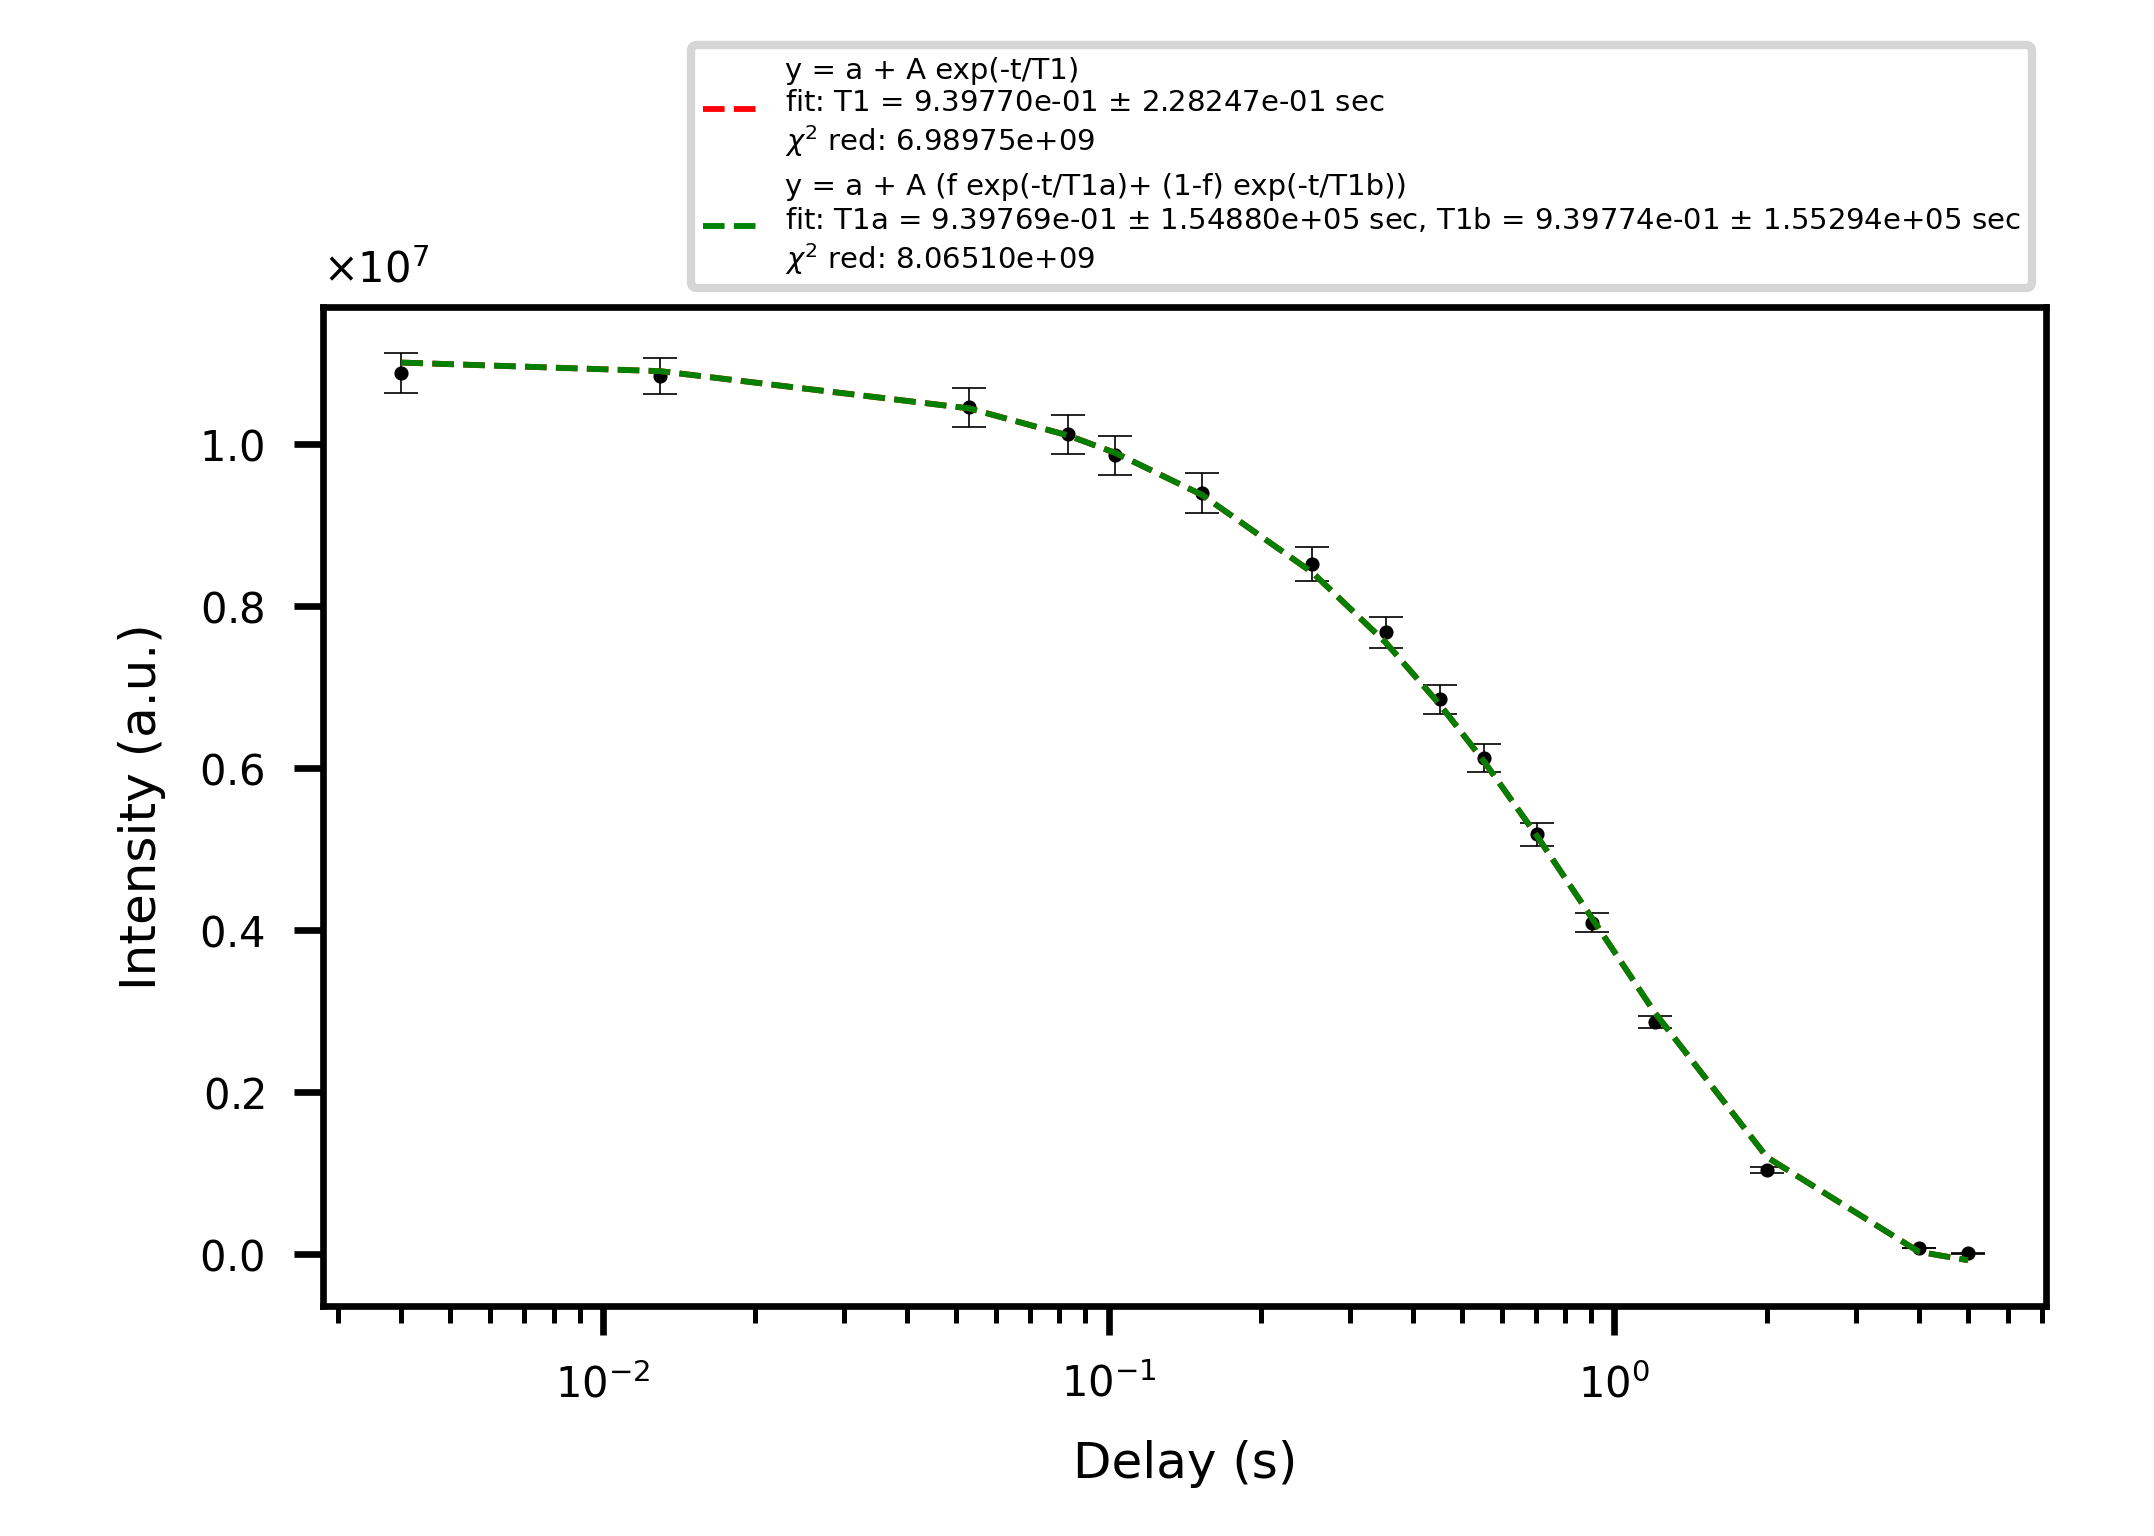 y = a + A exp(-t/T1)
fit: T1 = 9.39770e-01 ± 2.28247e-01 sec
χ² red: 6.98975e+09
y = a + A (f exp(-t/T1a)+ (1-f) exp(-t/T1b))
fit: T1a = 9.39769e-01 ± 1.54880e+05 sec, T1b = 9.39774e-01 ± 1.55294e+05 sec
χ² red: 8.06510e+09
×10⁷
1.0
0.8
0.6
0.4
0.2
0.0
Intensity (a.u.)
10⁻² 10⁻¹ 10⁰
Delay (s)